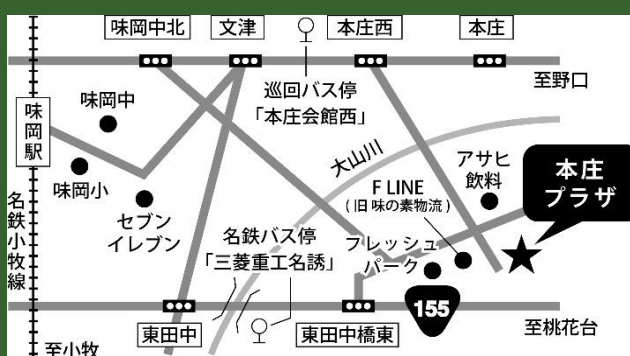 味岡中北
文津
本庄西
本庄
至野口
巡回バス停
「本庄会館西」
味岡中
味岡駅
味岡小
大山川
アサヒ
飲料
本庄
プラザ
F LINE
(旧味の素物流)
セブン
イレブン
名鉄小牧線
名鉄バス停
「三菱重工名誘」
フレッシュ
パーク
155
東田中
東田中橋東
至桃花台
至小牧